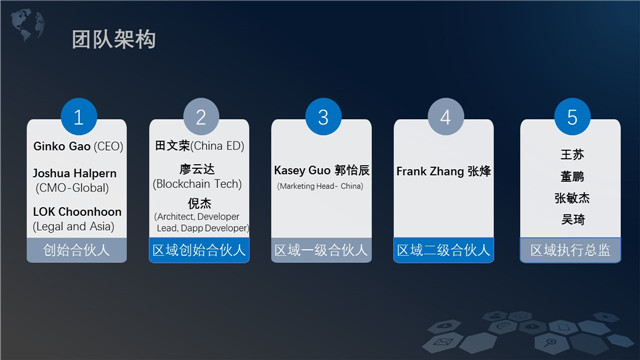 团队架构
1
Ginko Gao (CEO)
Joshua Halpern
(CMO-Global)
LOK Choonhoon
(Legal and Asia)
创始合伙人
2
田文荣(China ED)
廖云达
(Blockchain Tech)
倪杰
(Architect, Developer
Lead, Dapp Developer)
区域创始合伙人
3
Kasey Guo 郭怡辰
(Marketing Head- China)
区域一级合伙人
4
Frank Zhang 张烽
区域二级合伙人
5
王苏
董鹏
张敏杰
吴琦
区域执行总监